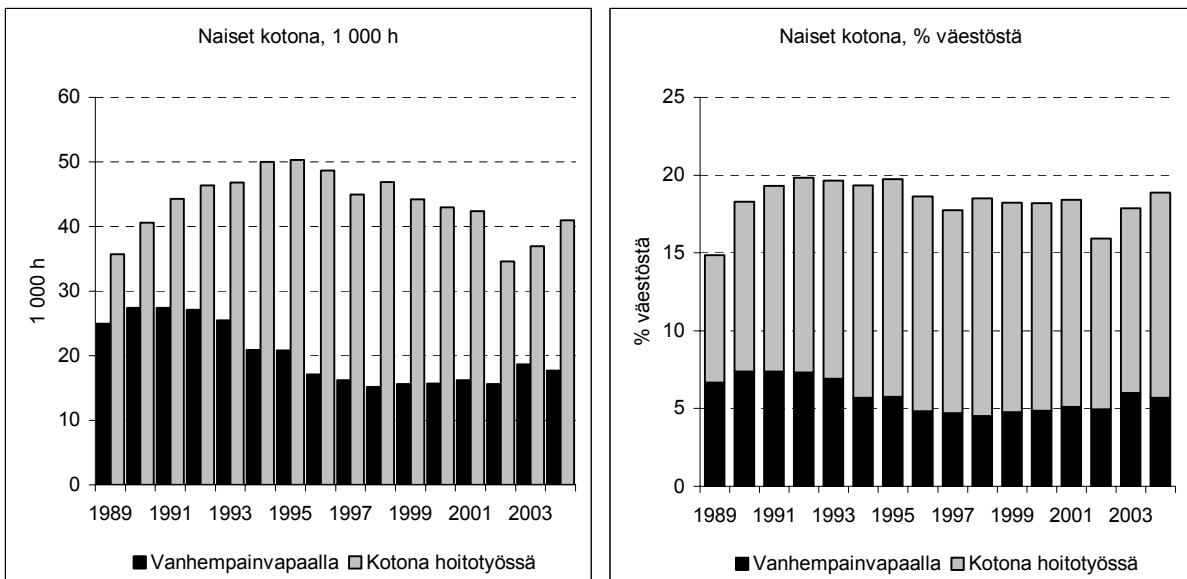 Naiset kotona, 1 000 h
60
50
40
30
20
10
0
1 000 h
1989 1991 1993 1995 1997 1999 2001 2003
Vanhempainvapaalla Kotona hoitotyössä
Naiset kotona, % väestöstä
25
20
15
10
5
0
% väestöstä
1989 1991 1993 1995 1997 1999 2001 2003
Vanhempainvapaalla Kotona hoitotyössä